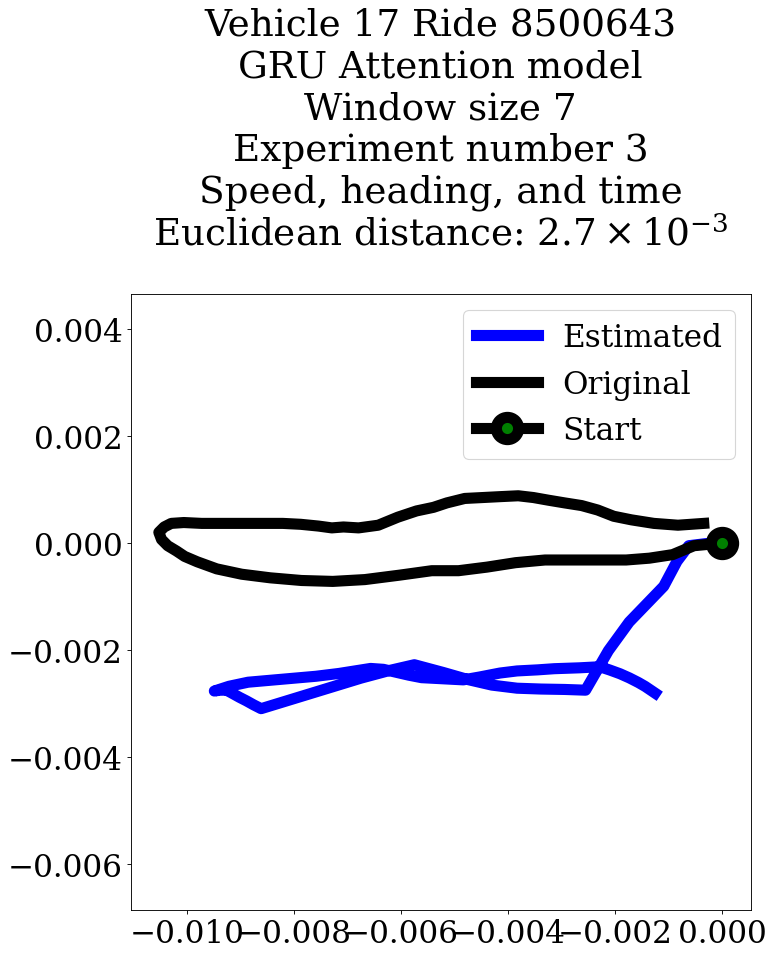 Vehicle 17 Ride 8500643
GRU Attention model
Window size 7
Experiment number 3
Speed, heading, and time
Euclidean distance: 2.7 × 10⁻³
Estimated
Original
Start
0.004
0.002
0.000
−0.002
−0.004
−0.006
−0.010 −0.008 −0.006 −0.004 −0.002 0.000